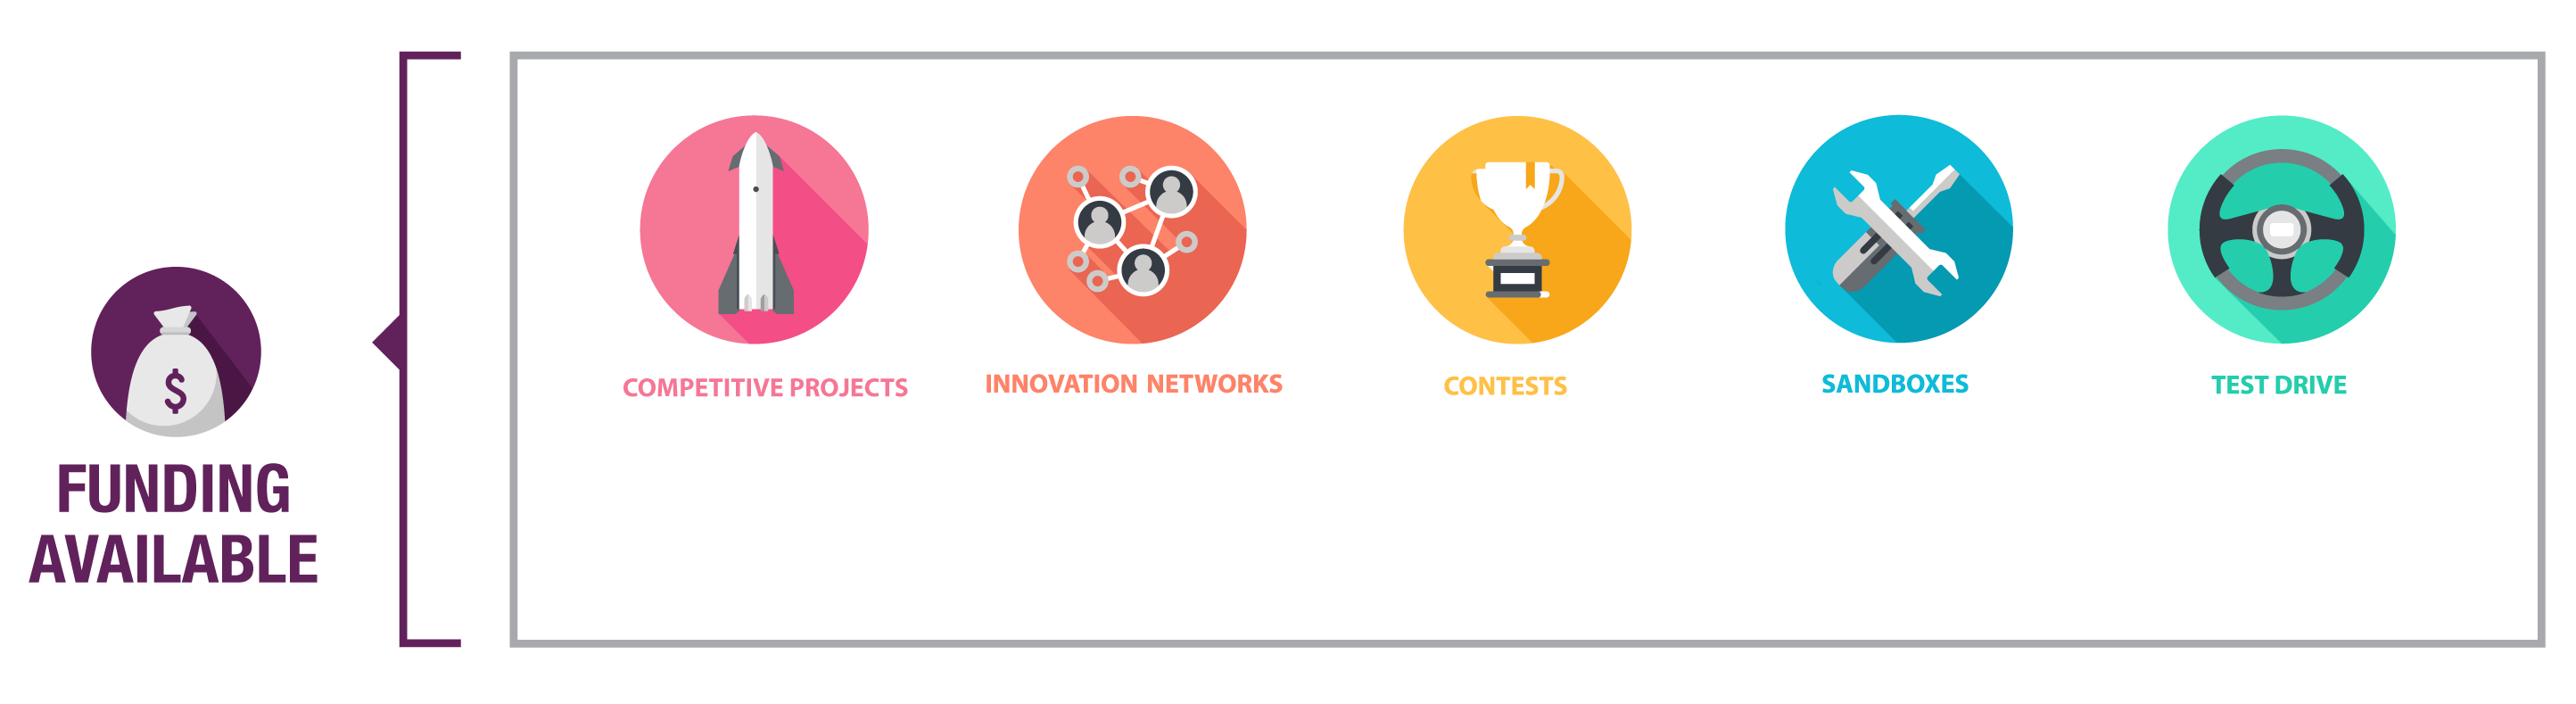 $
FUNDING
AVAILABLE
COMPETITIVE PROJECTS
INNOVATION NETWORKS
CONTESTS
SANDBOXES
TEST DRIVE